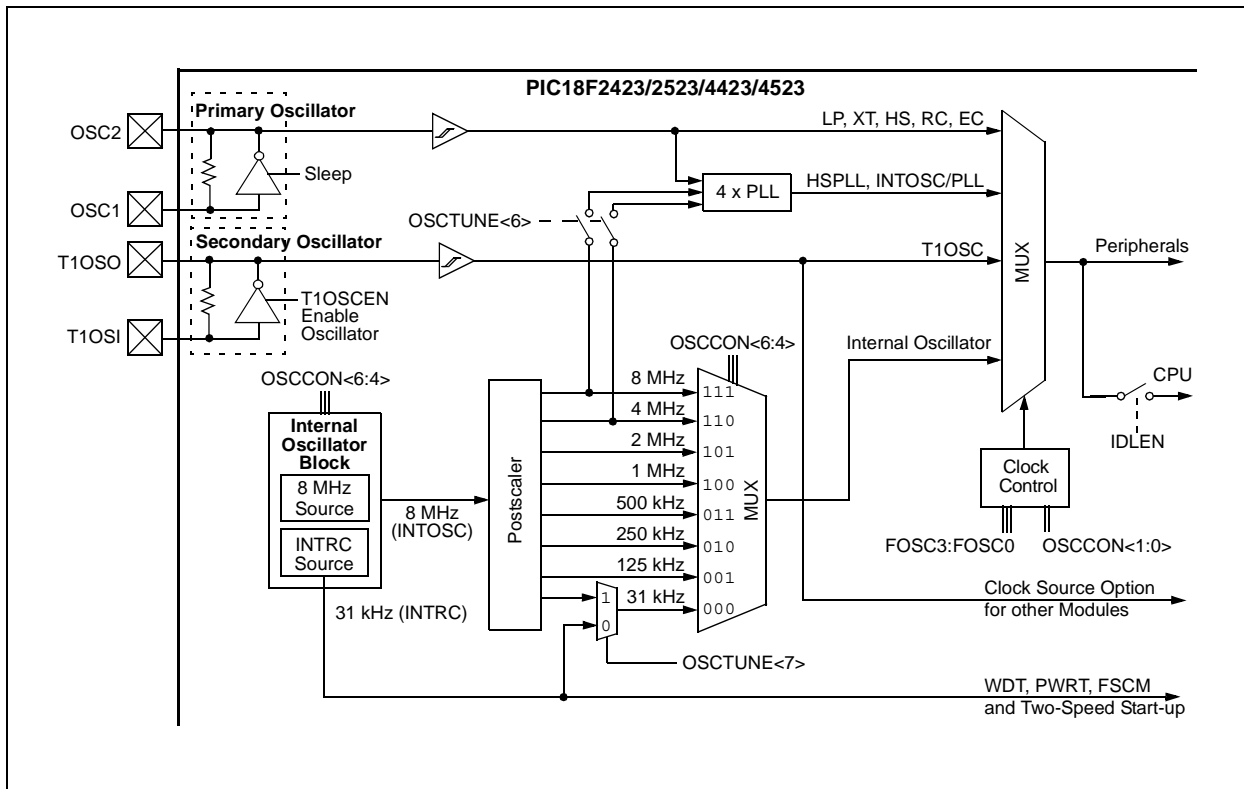 PIC18F2423/2523/4423/4523
Primary Oscillator
OSC2
Sleep
OSC1
LP, XT, HS, RC, EC
4 x PLL
HSPLL, INTOSC/PLL
OSCTUNE<6>
Secondary Oscillator
T1OSO
T1OSCEN
Enable
Oscillator
T1OSI
T1OSC
MUX
Peripherals
Internal Oscillator
CPU
IDLEN
Clock
Control
FOSC3:FOSC0
OSCCON<1:0>
OSCCON<6:4>
Internal
Oscillator
Block
8 MHz
Source
INTRC
Source
8 MHz
(INTOSC)
31 kHz (INTRC)
Postscaler
OSCCON<6:4>
8 MHz
111
4 MHz
110
2 MHz
101
1 MHz
100
500 kHz
011
250 kHz
010
125 kHz
001
31 kHz
000
MUX
1
0
OSCTUNE<7>
Clock Source Option
for other Modules
WDT, PWRT, FSCM
and Two-Speed Start-up